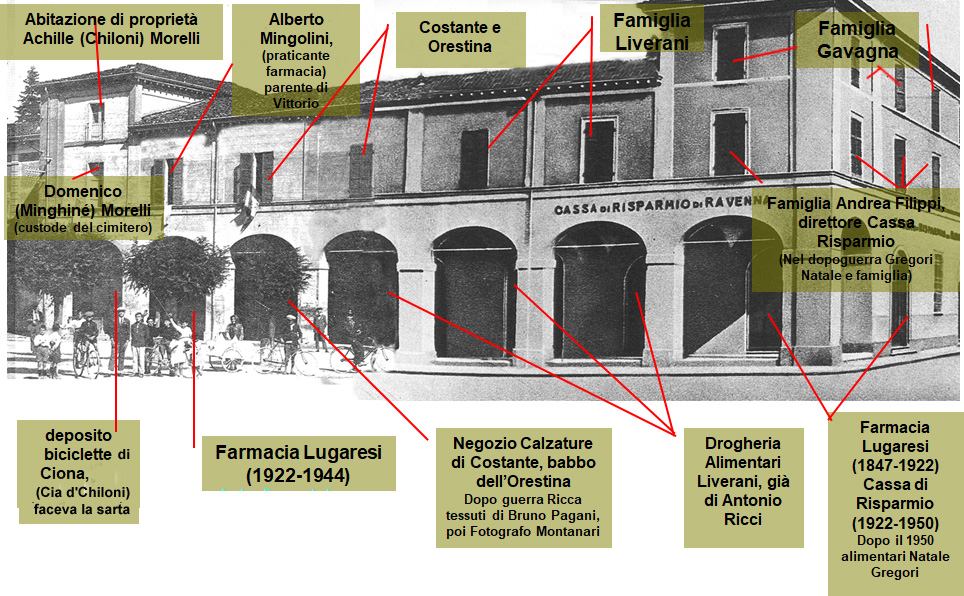 Abitazione di proprietà
Achille (Chiloni) Morelli
Alberto
Mingolini,
(praticante
farmacia)
parente di
Vittorio
Costante e
Orestina
Famiglia
Liverani
Famiglia
Gavagna
Domenico
(Minghiné) Morelli
(custode del cimitero)
CASSA DI RISPARMIO DI RAVENNA
Famiglia Andrea Filippi,
direttore Cassa
Risparmio
(Nel dopoguerra Gregori
Natale e famiglia)
deposito
biciclette di
Ciona,
(Cia d'Chiloni)
faceva la sarta
Farmacia Lugaresi
(1922-1944)
Negozio Calzature
di Costante, babbo
dell'Orestina
Dopo guerra Ricca
tessuti di Bruno Pagani,
poi Fotografo Montanari
Drogheria
Alimentari
Liverani, già
di Antonio
Ricci
Farmacia
Lugaresi
(1847-1922)
Cassa di
Risparmio
(1922-1950)
Dopo il 1950
alimentari Natale
Gregori